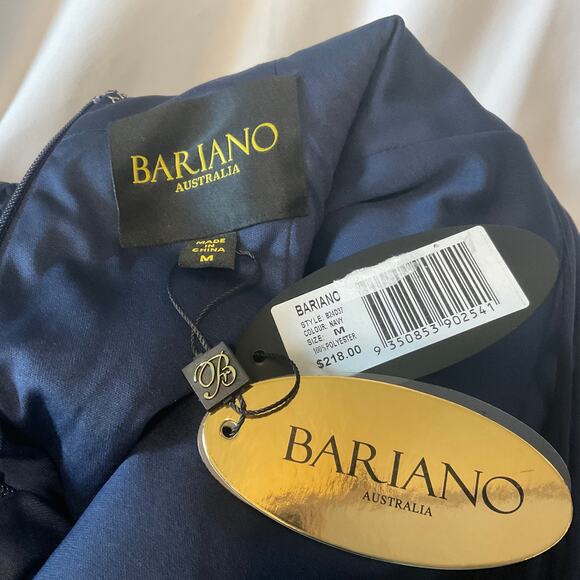 BARIANO
AUSTRALIA
MADE
IN
CHINA
M
BARIANO
STYLE: B24D37
COLOUR: NAVY
SIZE: M
100% POLYESTER
$218.00
9 350853 902541
B
BARIANO
AUSTRALIA